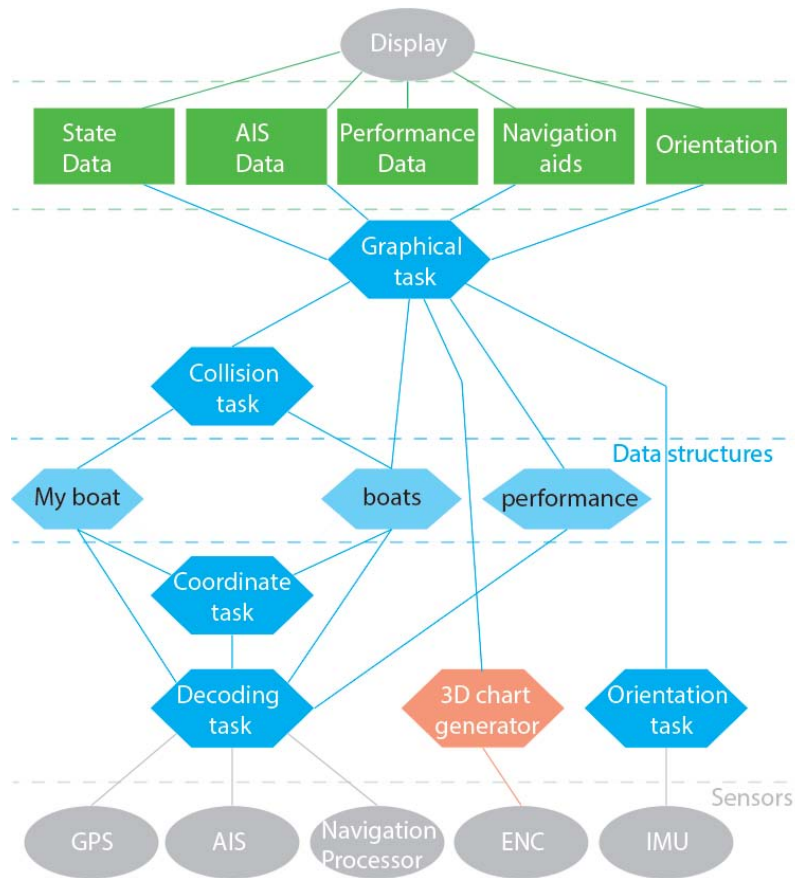 Display
State
Data
AIS
Data
Performance
Data
Navigation
aids
Orientation
Graphical
task
Collision
task
Data structures
My boat
boats
performance
Coordinate
task
Decoding
task
3D chart
generator
Orientation
task
Sensors
GPS
AIS
Navigation
Processor
ENC
IMU